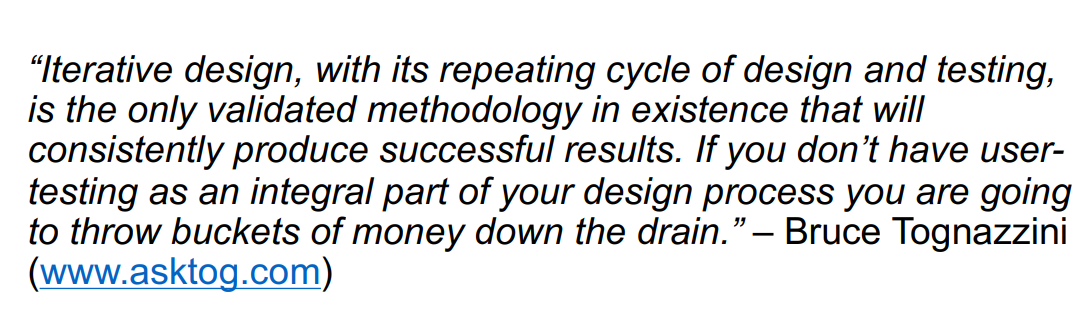 “Iterative design, with its repeating cycle of design and testing,
is the only validated methodology in existence that will
consistently produce successful results. If you don’t have user-
testing as an integral part of your design process you are going
to throw buckets of money down the drain.” – Bruce Tognazzini
(www.asktog.com)